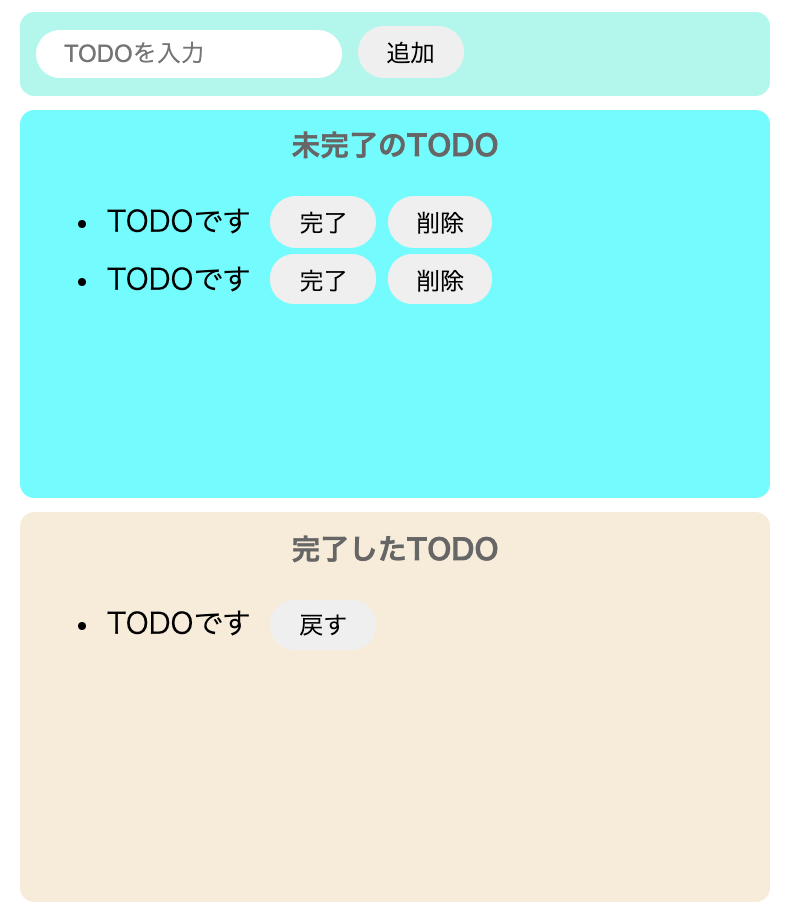 TODOを入力 追加
未完了のTODO
• TODOです 完了 削除
• TODOです 完了 削除
完了したTODO
• TODOです 戻す